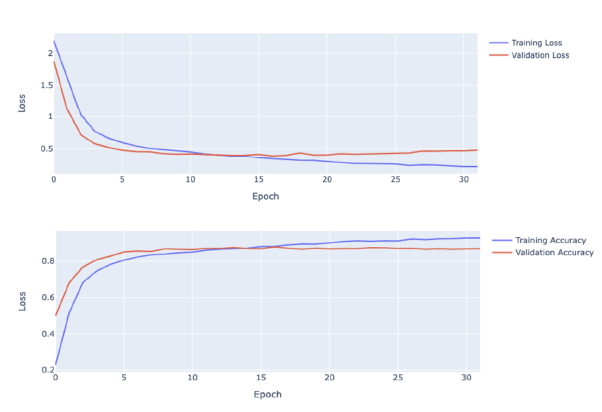 2
1.5
1
0.5
0 5 10 15 20 25 30
Loss
Epoch
Training Loss
Validation Loss
0.8
0.6
0.4
0.2
0 5 10 15 20 25 30
Loss
Epoch
Training Accuracy
Validation Accuracy